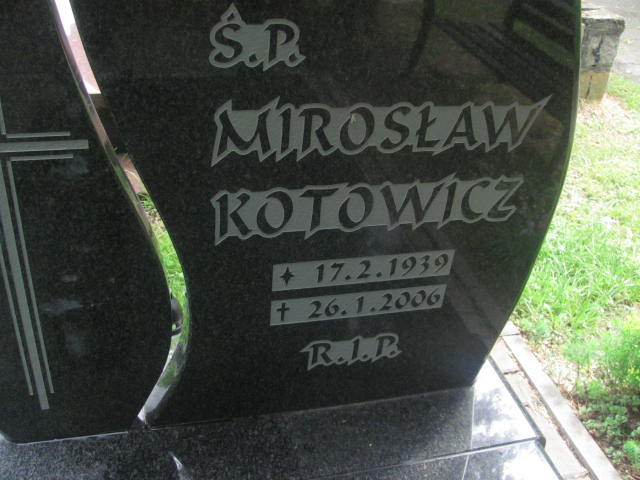 Ś.P.
MIROSŁAW
KOTOWICZ
✦ 17.2.1939
✝ 26.1.2006
R.I.P.